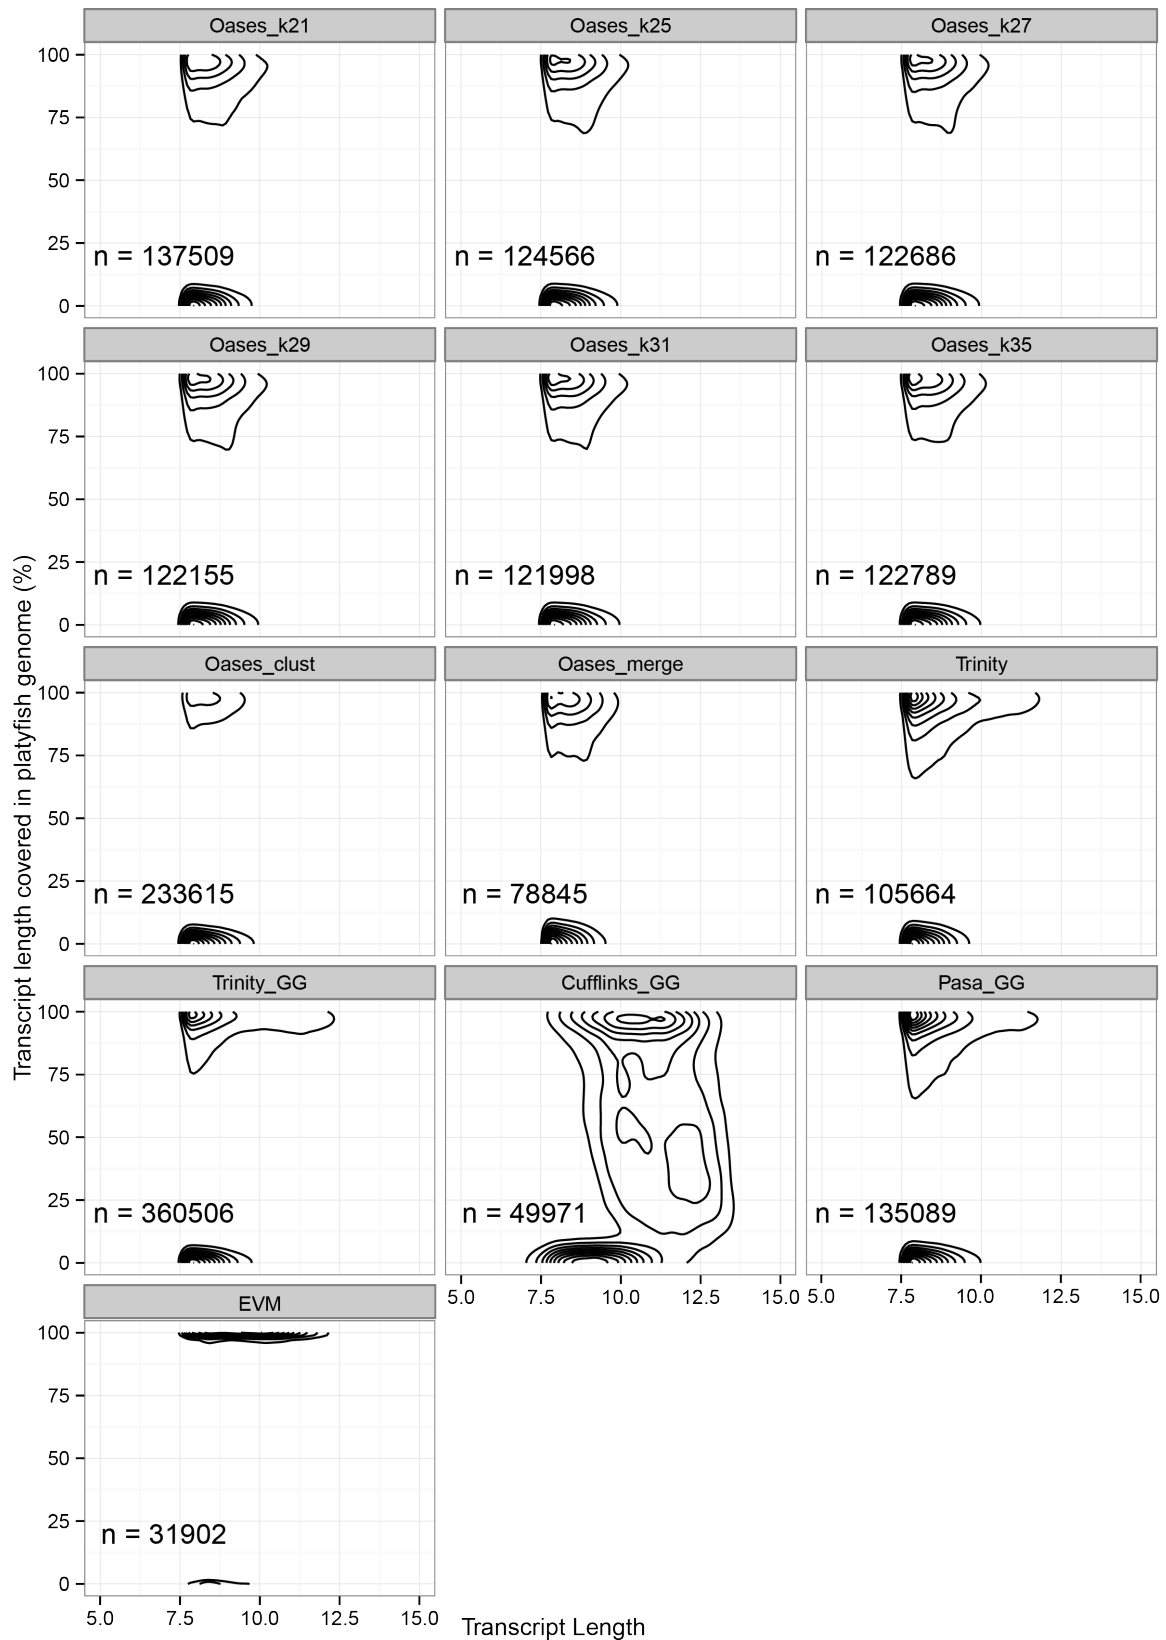 Oases_k21 Oases_k25 Oases_k27
100
75
50
25
0
n = 137509 n = 124566 n = 122686
Oases_k29 Oases_k31 Oases_k35
100
75
50
25
0
n = 122155 n = 121998 n = 122789
Oases_clust Oases_merge Trinity
100
75
50
25
0
n = 233615 n = 78845 n = 105664
Trinity_GG Cufflinks_GG Pasa_GG
100
75
50
25
0
n = 360506 n = 49971 n = 135089
5.0 7.5 10.0 12.5 15.0 5.0 7.5 10.0 12.5 15.0
EVM
100
75
50
25
0
n = 31902
5.0 7.5 10.0 12.5 15.0
Transcript Length
Transcript length covered in platyfish genome (%)